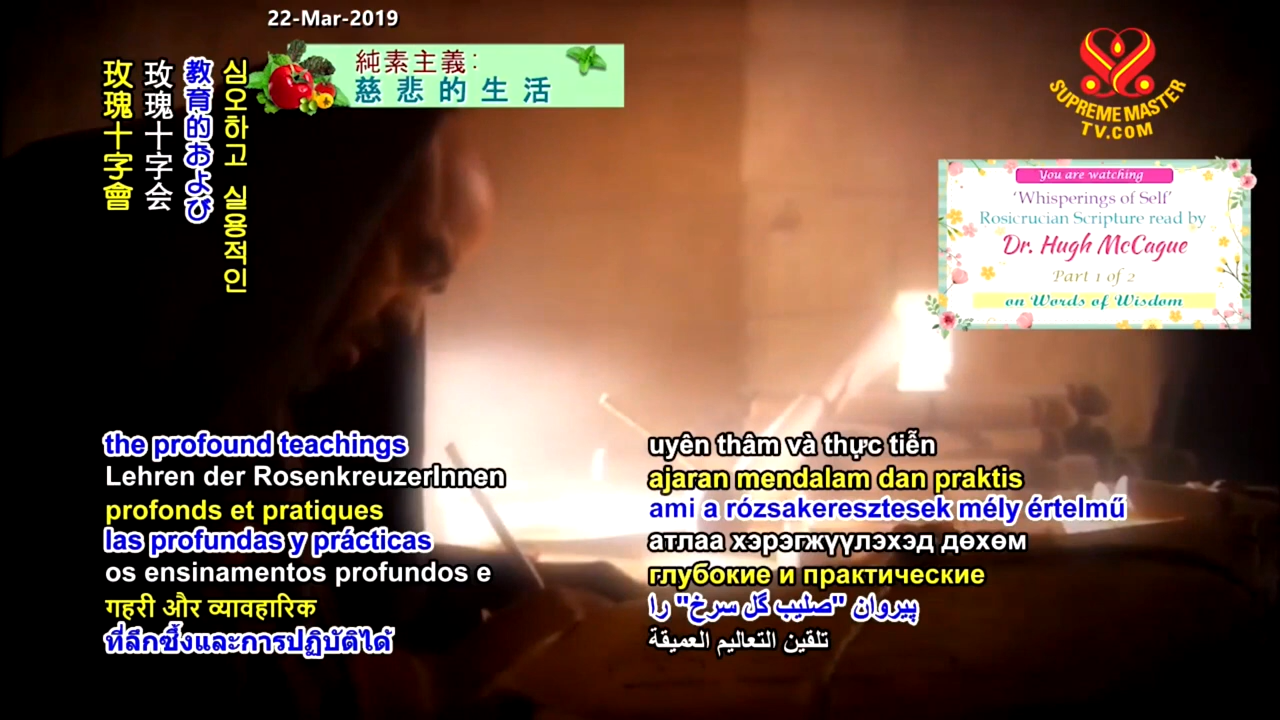 22-Mar-2019
純素主義:
慈悲的生活
SUPREME MASTER
TV.COM
심오하고 실용적인
教育的および
玫瑰十字会
玫瑰十字會
You are watching
'Whisperings of Self'
Rosicrucian Scripture read by
Dr. Hugh McCague
Part 1 of 2
on Words of Wisdom
the profound teachings
Lehren der RosenkreuzerInnen
profonds et pratiques
las profundas y prácticas
os ensinamentos profundos e
गहरी और व्यावहारिक
ที่ลึกซึ้งและการปฏิบัติได้
uyên thâm và thực tiễn
ajaran mendalam dan praktis
ami a rózsakeresztesek mély értelmű
атлаа хэрэгжүүлэхэд дөхөм
глубокие и практические
پیروان "صلیب گل سرخ" را
تلقين التعاليم العميقة